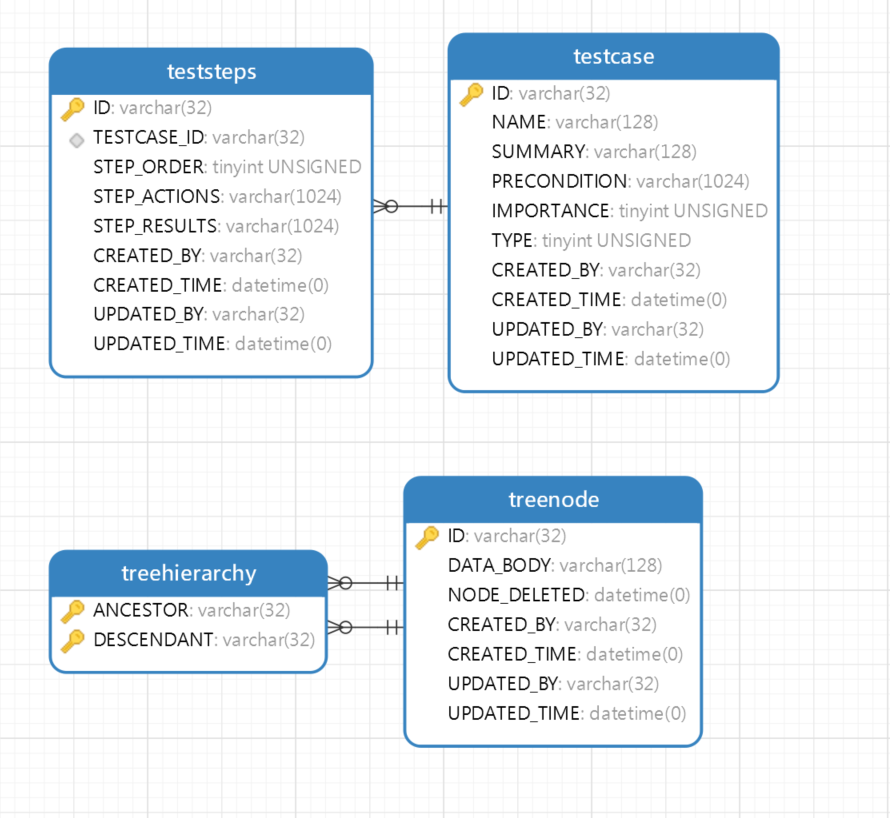 teststeps
ID: varchar(32)
TESTCASE_ID: varchar(32)
STEP_ORDER: tinyint UNSIGNED
STEP_ACTIONS: varchar(1024)
STEP_RESULTS: varchar(1024)
CREATED_BY: varchar(32)
CREATED_TIME: datetime(0)
UPDATED_BY: varchar(32)
UPDATED_TIME: datetime(0)
testcase
ID: varchar(32)
NAME: varchar(128)
SUMMARY: varchar(128)
PRECONDITION: varchar(1024)
IMPORTANCE: tinyint UNSIGNED
TYPE: tinyint UNSIGNED
CREATED_BY: varchar(32)
CREATED_TIME: datetime(0)
UPDATED_BY: varchar(32)
UPDATED_TIME: datetime(0)
treehierarchy
ANCESTOR: varchar(32)
DESCENDANT: varchar(32)
treenode
ID: varchar(32)
DATA_BODY: varchar(128)
NODE_DELETED: datetime(0)
CREATED_BY: varchar(32)
CREATED_TIME: datetime(0)
UPDATED_BY: varchar(32)
UPDATED_TIME: datetime(0)